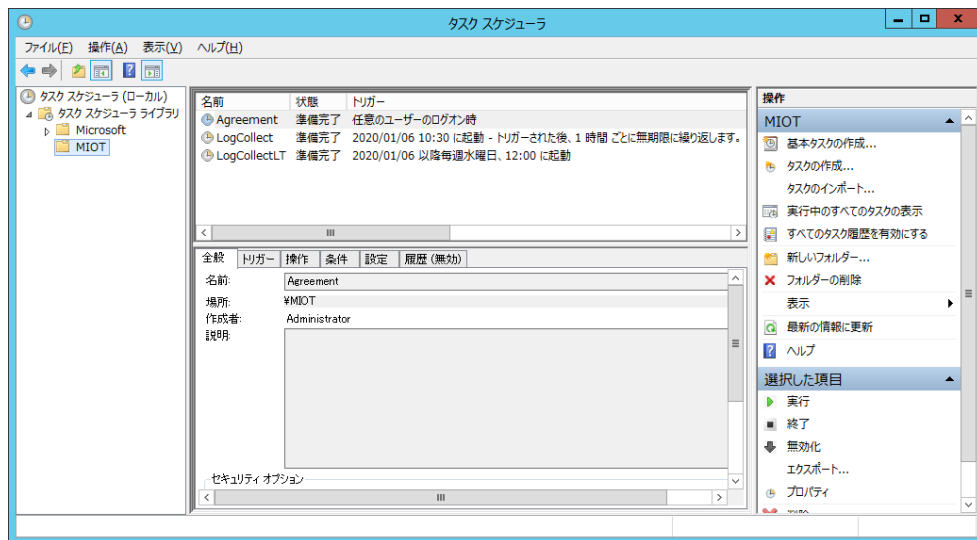 タスク スケジューラ
ファイル(F) 操作(A) 表示(V) ヘルプ(H)
タスク スケジューラ (ローカル)
タスク スケジューラ ライブラリ
Microsoft
MIOT
名前 状態 トリガー
Agreement 準備完了 任意のユーザーのログオン時
LogCollect 準備完了 2020/01/06 10:30 に起動 - トリガーされた後、1 時間 ごとに無期限に繰り返します。
LogCollectLT 準備完了 2020/01/06 以降毎週水曜日、12:00 に起動
全般 トリガー 操作 条件 設定 履歴 (無効)
名前: Agreement
場所: ¥MIOT
作成者: Administrator
説明:
セキュリティ オプション
操作
MIOT
基本タスクの作成...
タスクの作成...
タスクのインポート...
実行中のすべてのタスクの表示
すべてのタスク履歴を有効にする
新しいフォルダー...
フォルダーの削除
表示
最新の情報に更新
ヘルプ
選択した項目
実行
終了
無効化
エクスポート...
プロパティ